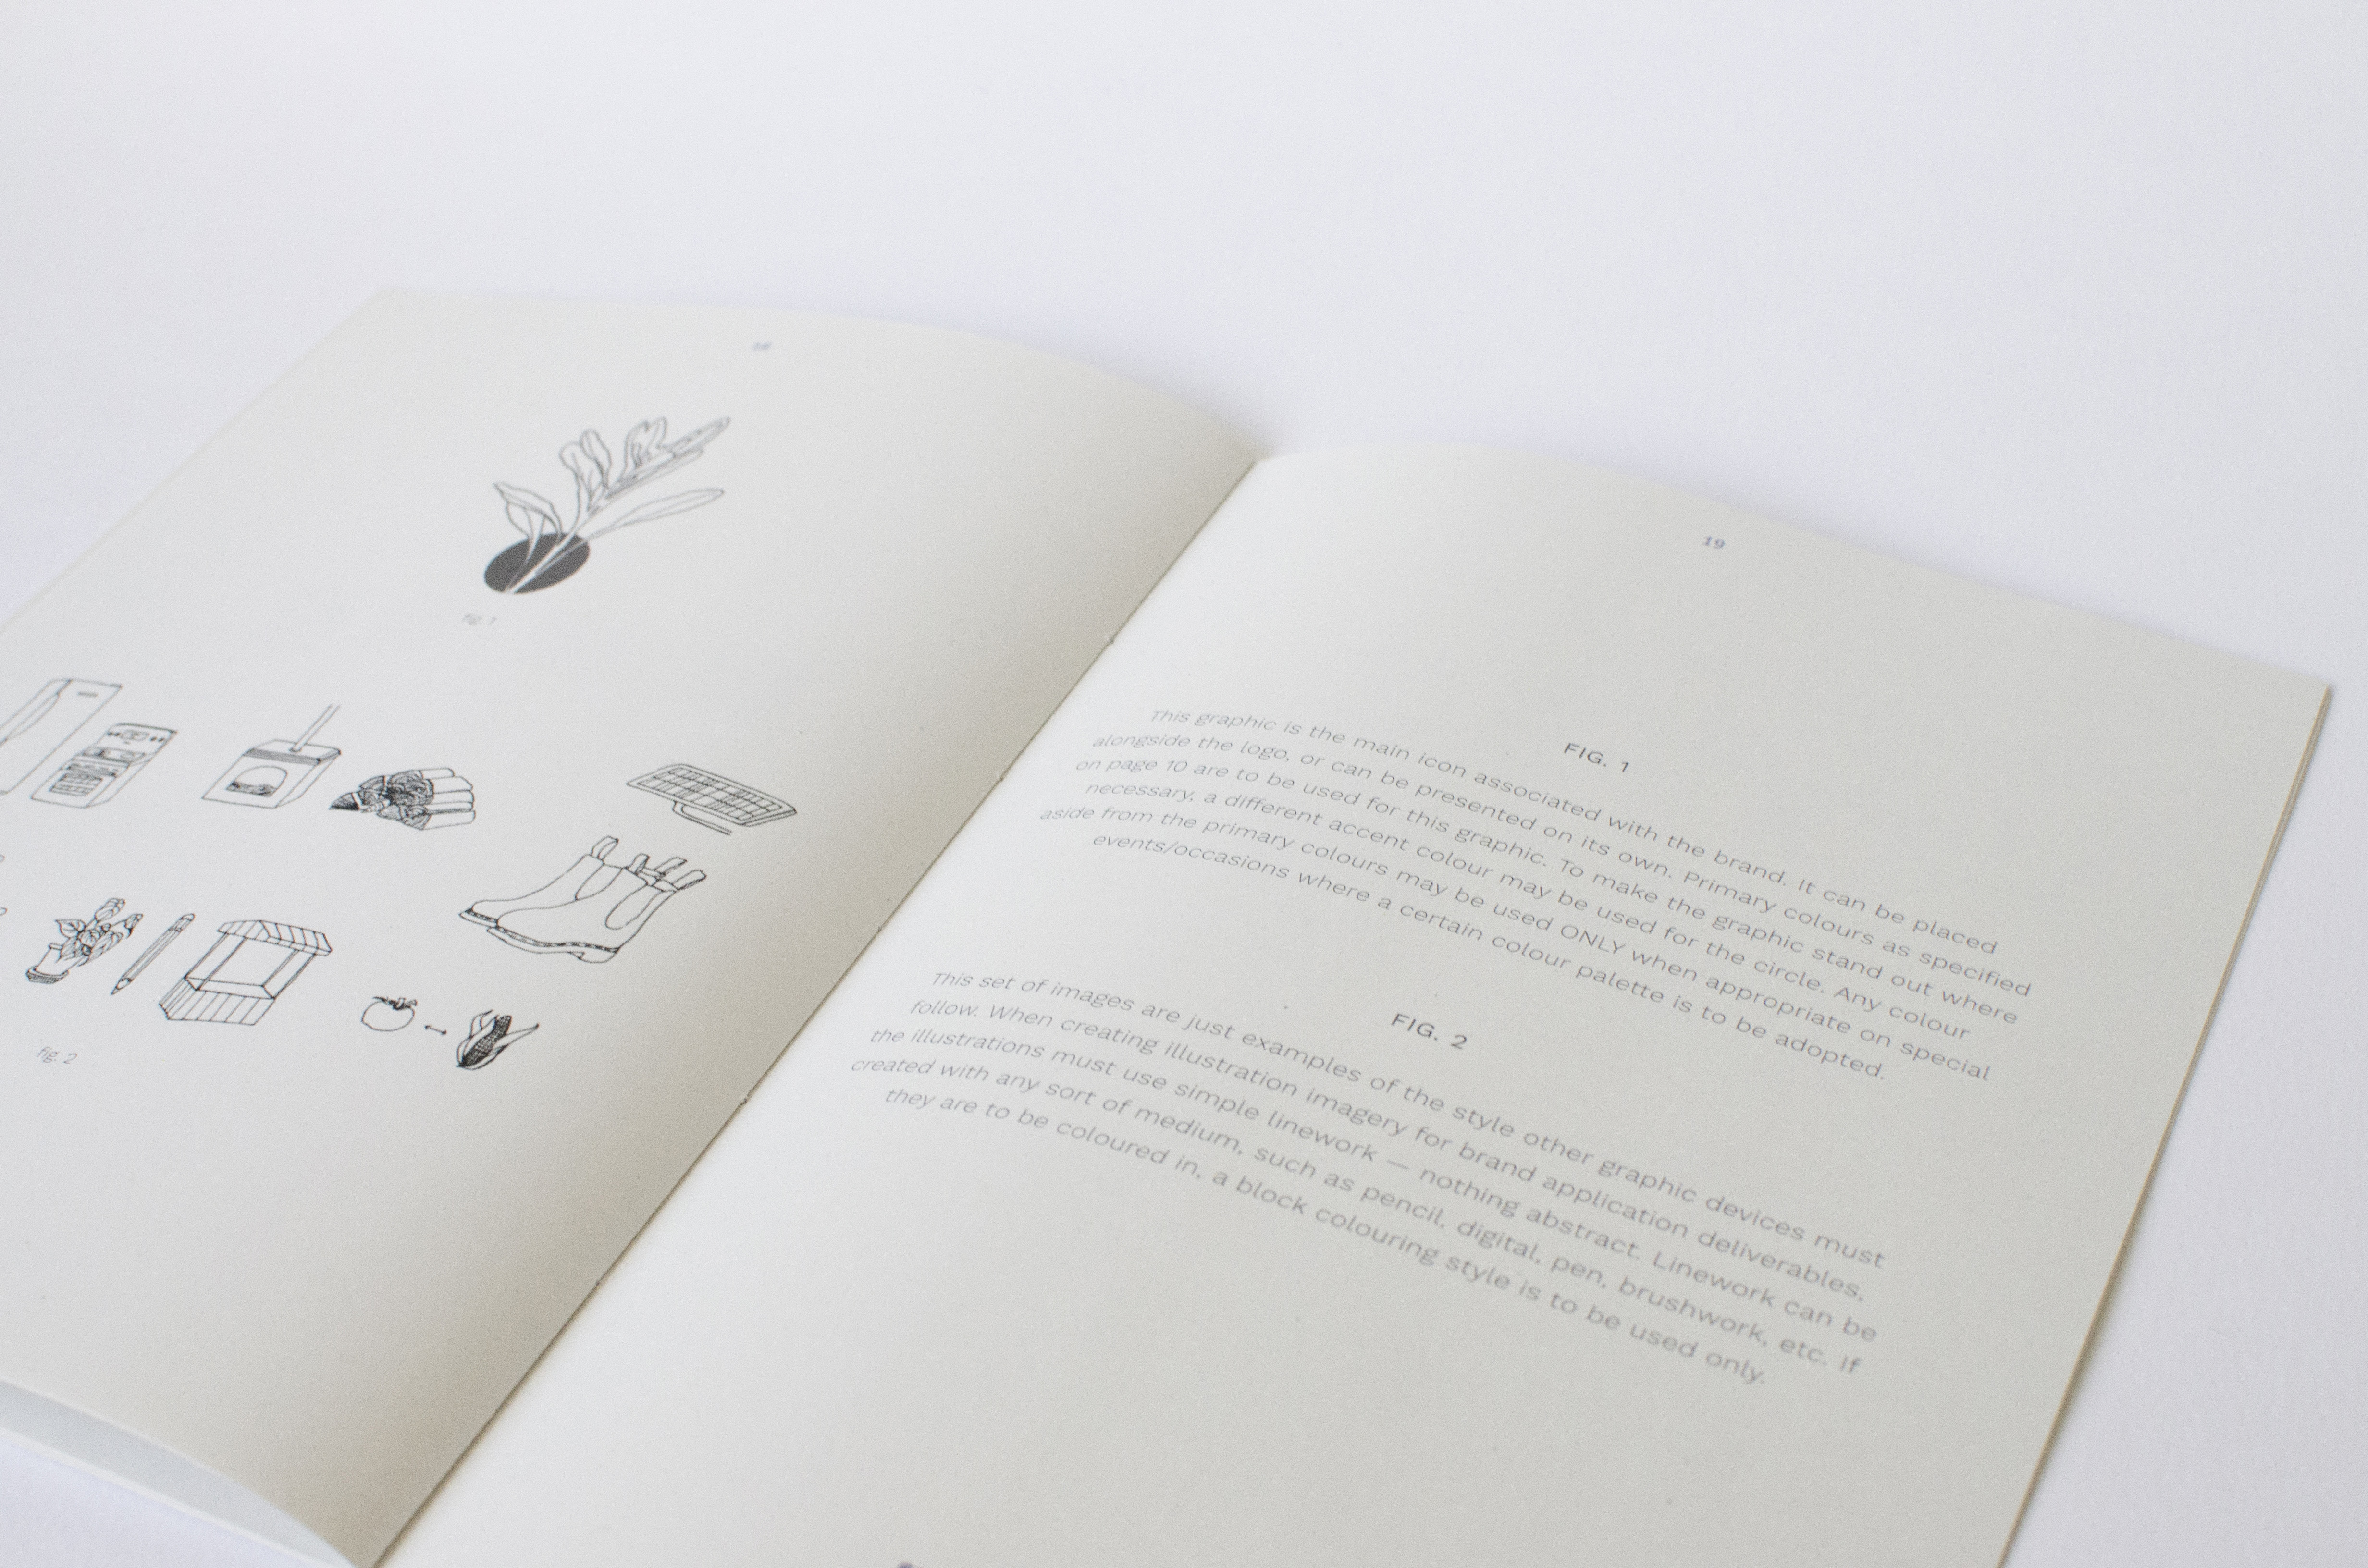 fig. 1
fig. 2
19
FIG. 1
This graphic is the main icon associated with the brand. It can be placed
alongside the logo, or can be presented on its own. Primary colours as specified
on page 10 are to be used for this graphic. To make the graphic stand out where
necessary, a different accent colour may be used for the circle. Any colour
aside from the primary colours may be used ONLY when appropriate on special
events/occasions where a certain colour palette is to be adopted.
FIG. 2
This set of images are just examples of the style other graphic devices must
follow. When creating illustration imagery for brand application deliverables,
the illustrations must use simple linework — nothing abstract. Linework can be
created with any sort of medium, such as pencil, digital, pen, brushwork, etc. If
they are to be coloured in, a block colouring style is to be used only.